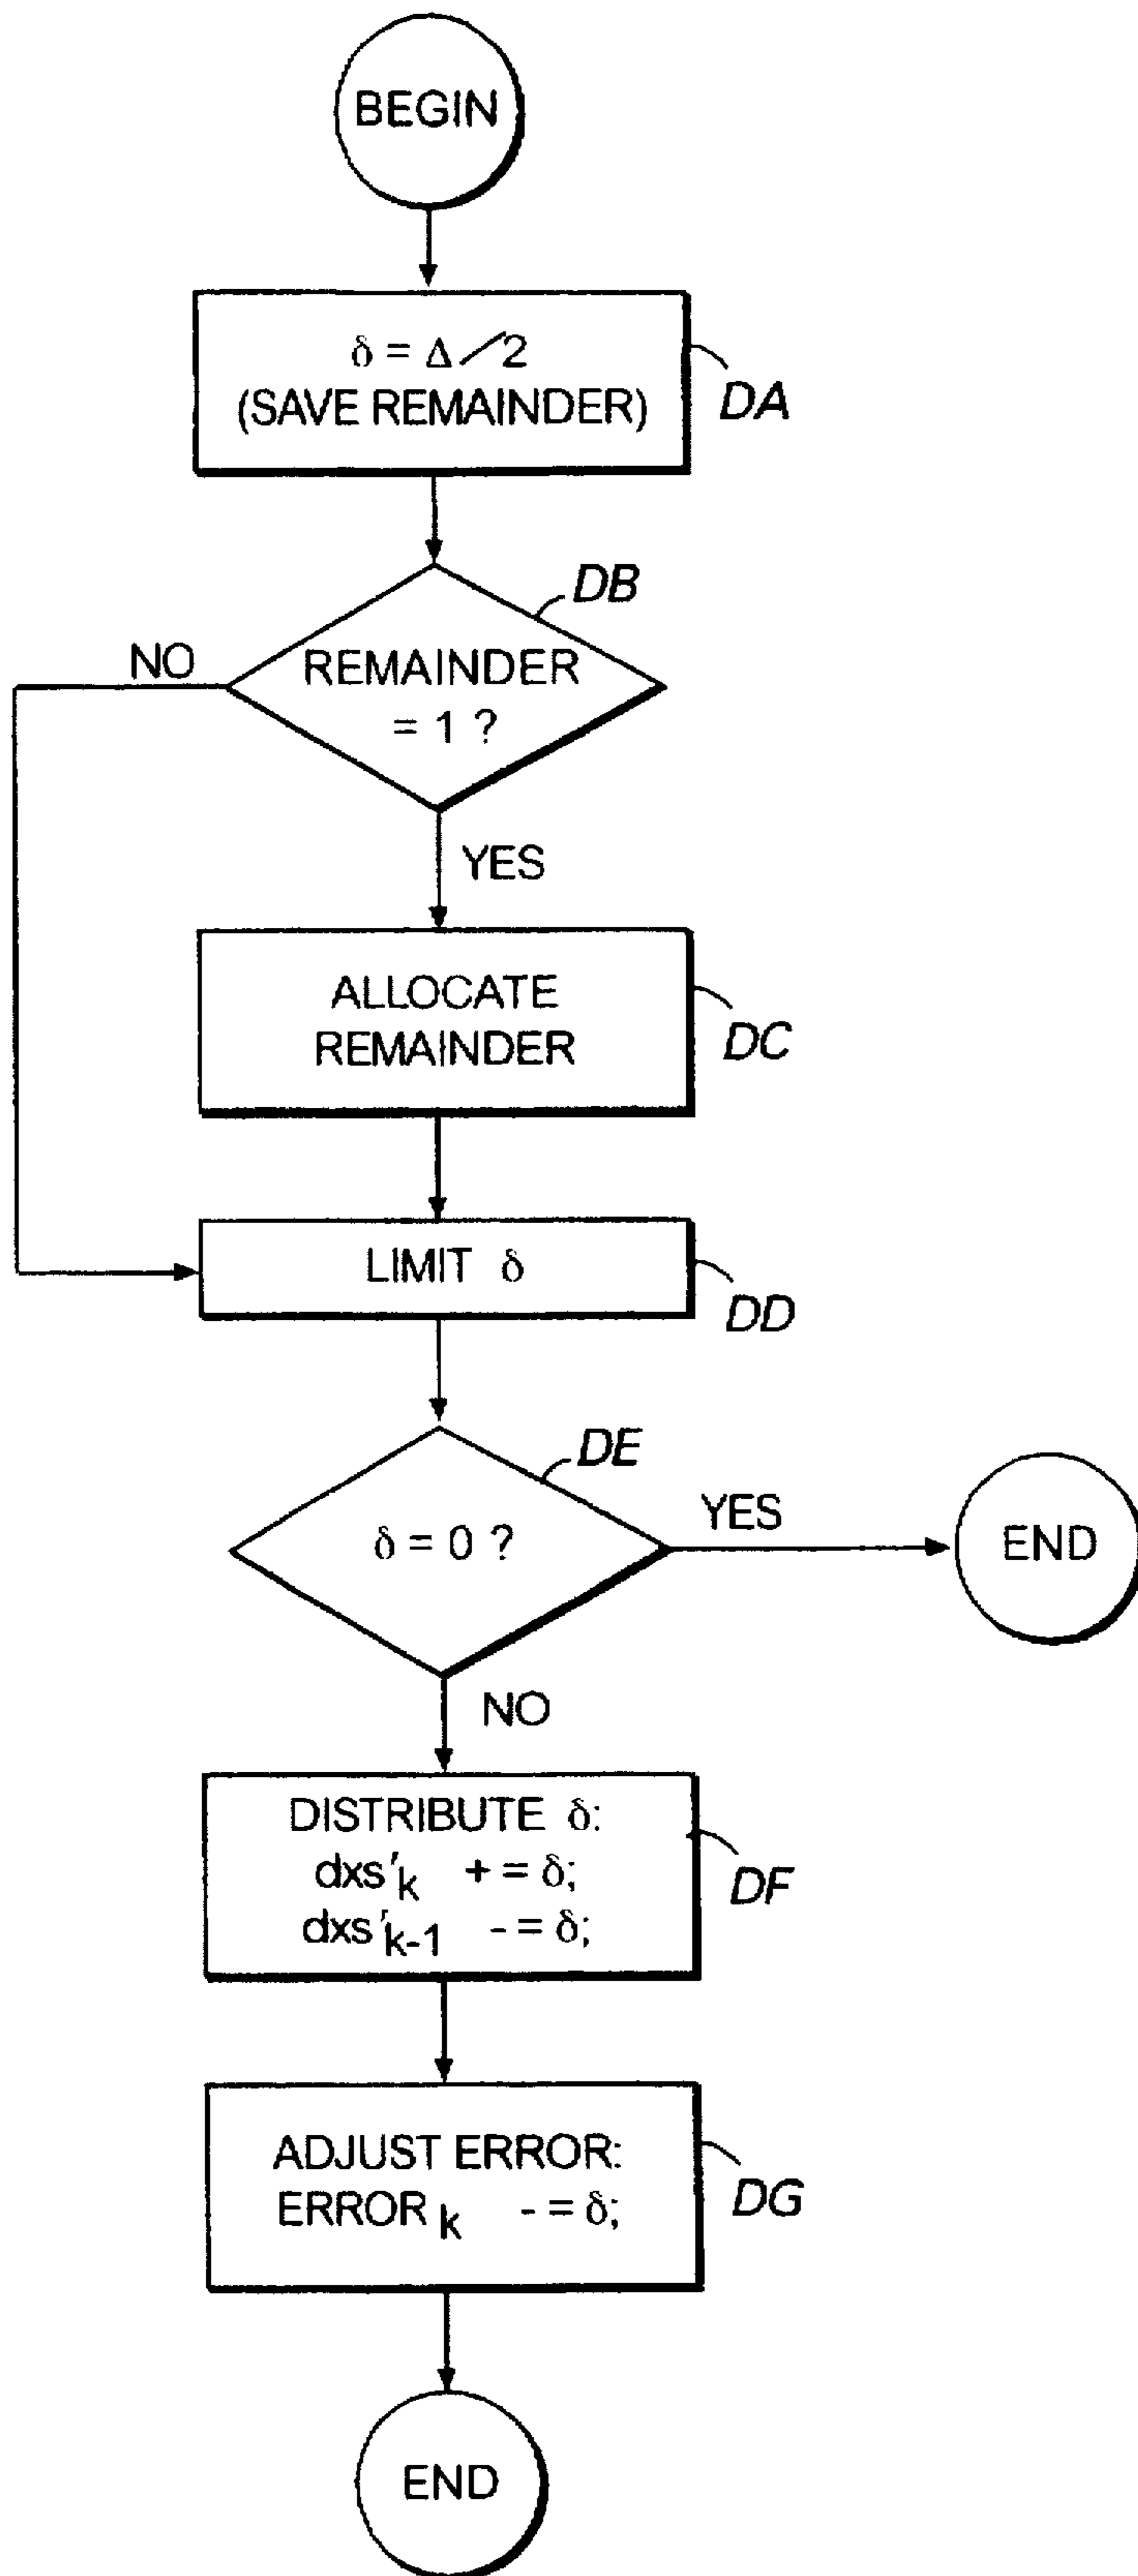 BEGIN
δ = Δ / 2
(SAVE REMAINDER)
DA
DB
NO
REMAINDER
= 1 ?
YES
ALLOCATE
REMAINDER
DC
LIMIT δ
DD
DE
δ = 0 ?
YES
END
NO
DISTRIBUTE δ:
dxs'k + = δ;
dxs'k-1 - = δ;
DF
ADJUST ERROR:
ERROR k - = δ;
DG
END